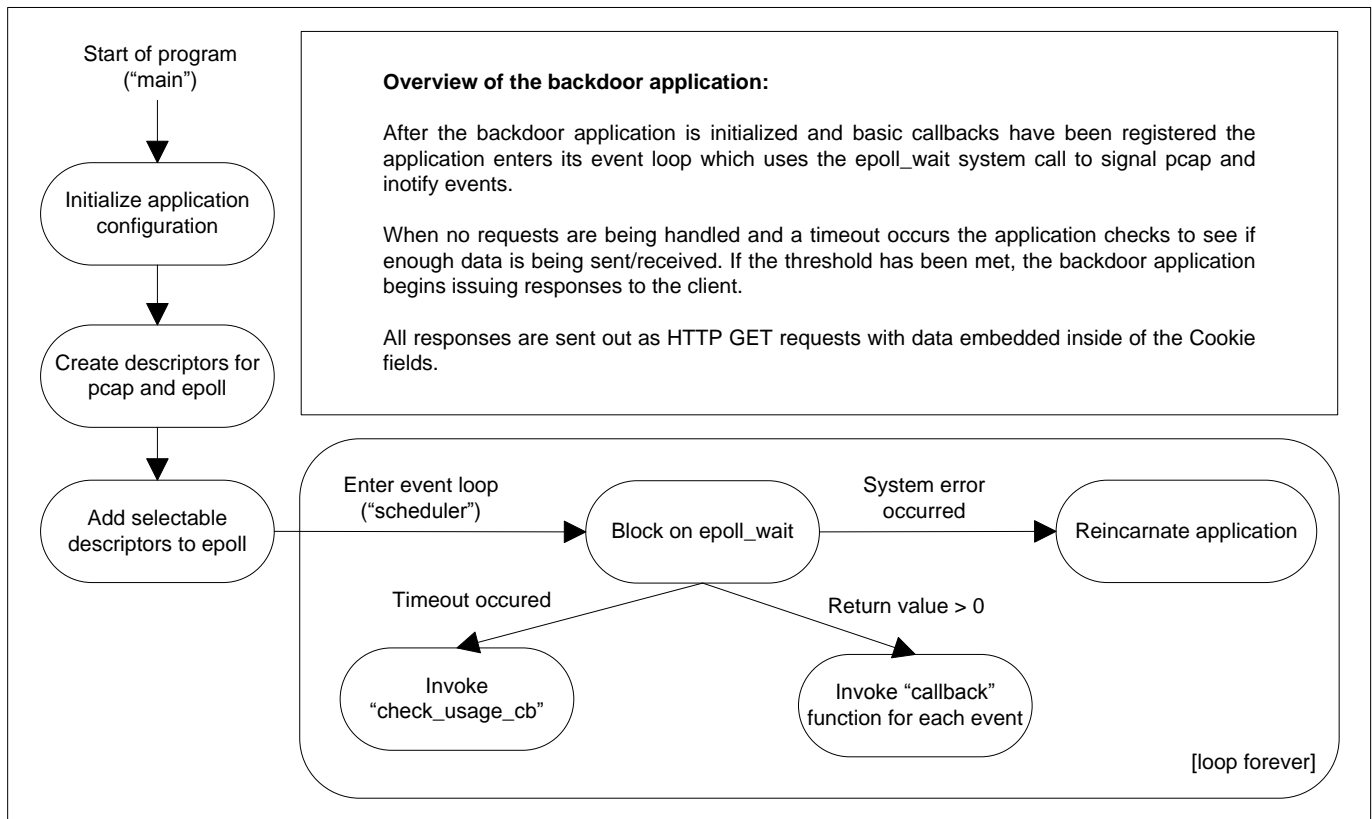 Start of program
(“main”)
Initialize application
configuration
Create descriptors for
pcap and epoll
Add selectable
descriptors to epoll
Overview of the backdoor application:
After the backdoor application is initialized and basic callbacks have been registered the
application enters its event loop which uses the epoll_wait system call to signal pcap and
inotify events.
When no requests are being handled and a timeout occurs the application checks to see if
enough data is being sent/received. If the threshold has been met, the backdoor application
begins issuing responses to the client.
All responses are sent out as HTTP GET requests with data embedded inside of the Cookie
fields.
Enter event loop
(“scheduler”)
Block on epoll_wait
System error
occurred
Reincarnate application
Timeout occured
Return value > 0
Invoke
“check_usage_cb”
Invoke “callback”
function for each event
[loop forever]